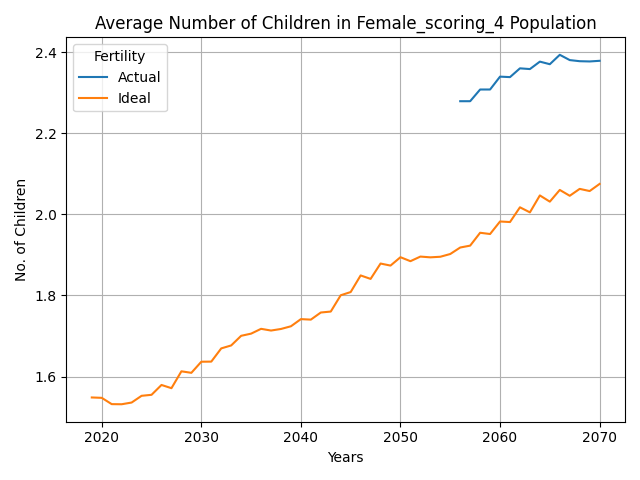 Average Number of Children in Female_scoring_4 Population
Fertility
Actual
Ideal
No. of Children
2.4
2.2
2.0
1.8
1.6
2020 2030 2040 2050 2060 2070
Years